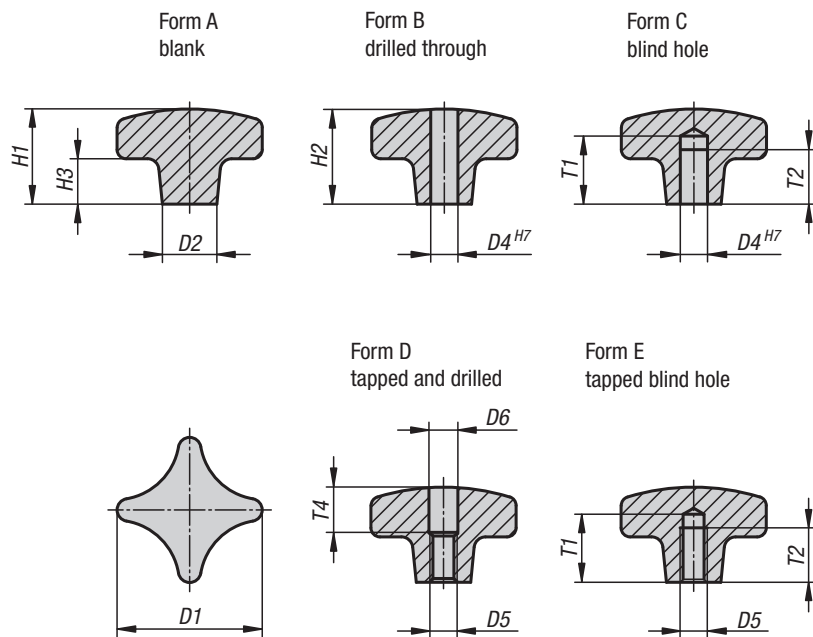 Form A
blank
Form B
drilled through
Form C
blind hole
H1
H3
D2
H2
D4 H7
T1
T2
D4 H7
Form D
tapped and drilled
Form E
tapped blind hole
D1
D6
T4
D5
T1
T2
D5